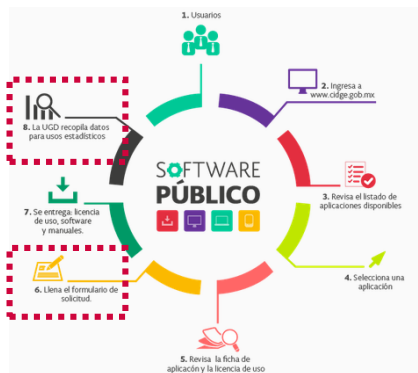 1. Usuarios
2. Ingresa a
www.cidge.gob.mx
3. Revisa el listado de
aplicaciones disponibles
4. Selecciona una
aplicación
5. Revisa la ficha de
aplicacón y la licencia de uso
6. Llena el formulario de
solicitud.
7. Se entrega: licencia
de uso, software
y manuales.
8. La UGD recopila datos
para usos estadísticos
SOFTWARE
PÚBLICO